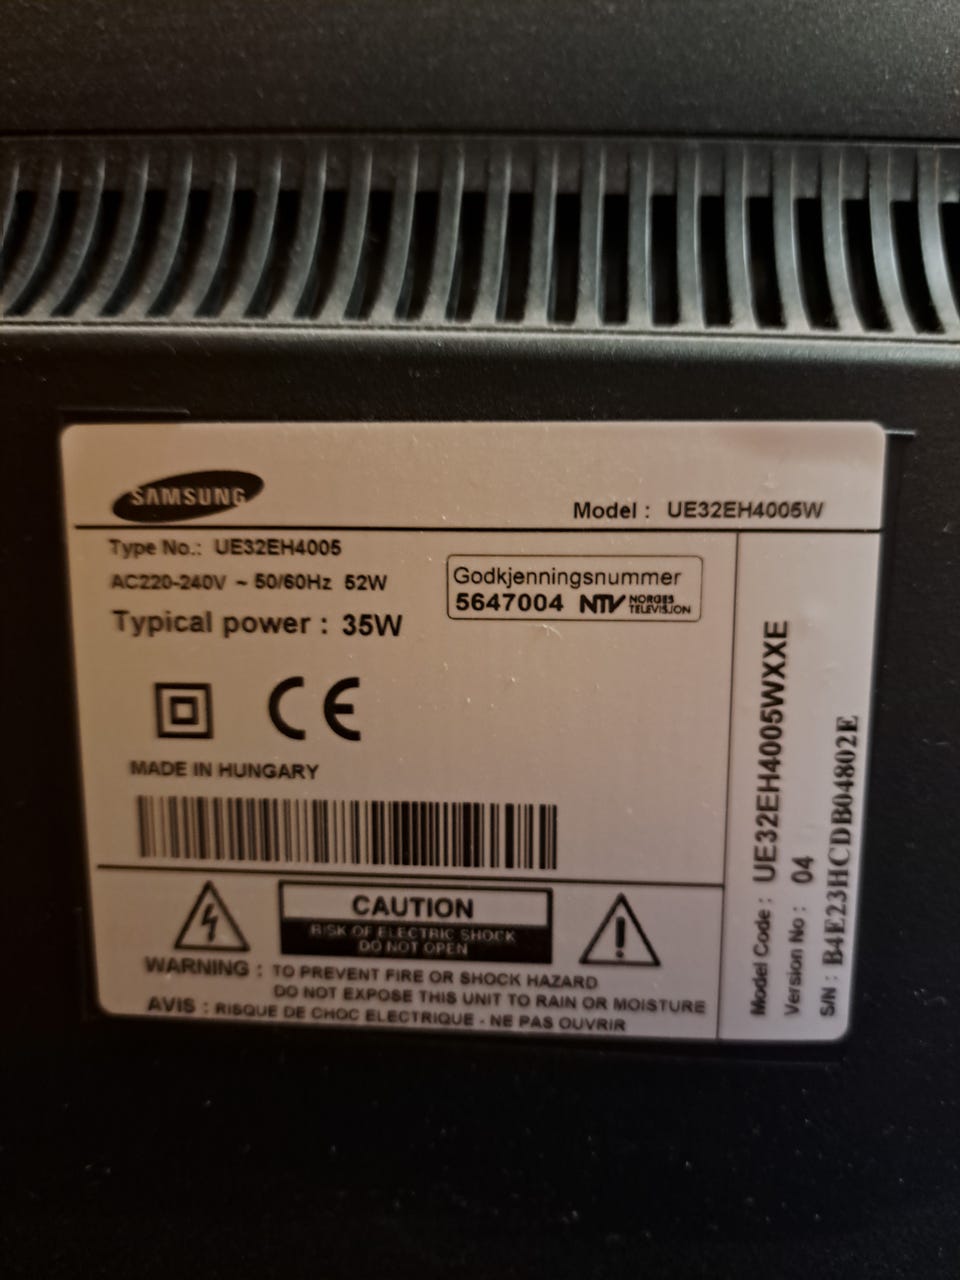 SAMSUNG
Model : UE32EH4005W
Type No.: UE32EH4005
AC220-240V ~ 50/60Hz 52W
Typical power : 35W
Godkjenningsnummer
5647004 NTV NORGES TELEVISJON
CE
MADE IN HUNGARY
CAUTION
RISK OF ELECTRIC SHOCK
DO NOT OPEN
WARNING : TO PREVENT FIRE OR SHOCK HAZARD
DO NOT EXPOSE THIS UNIT TO RAIN OR MOISTURE
AVIS : RISQUE DE CHOC ELECTRIQUE - NE PAS OUVRIR
Model Code : UE32EH4005WXXE
Version No : 04
S/N : B4E23HCDB04802E